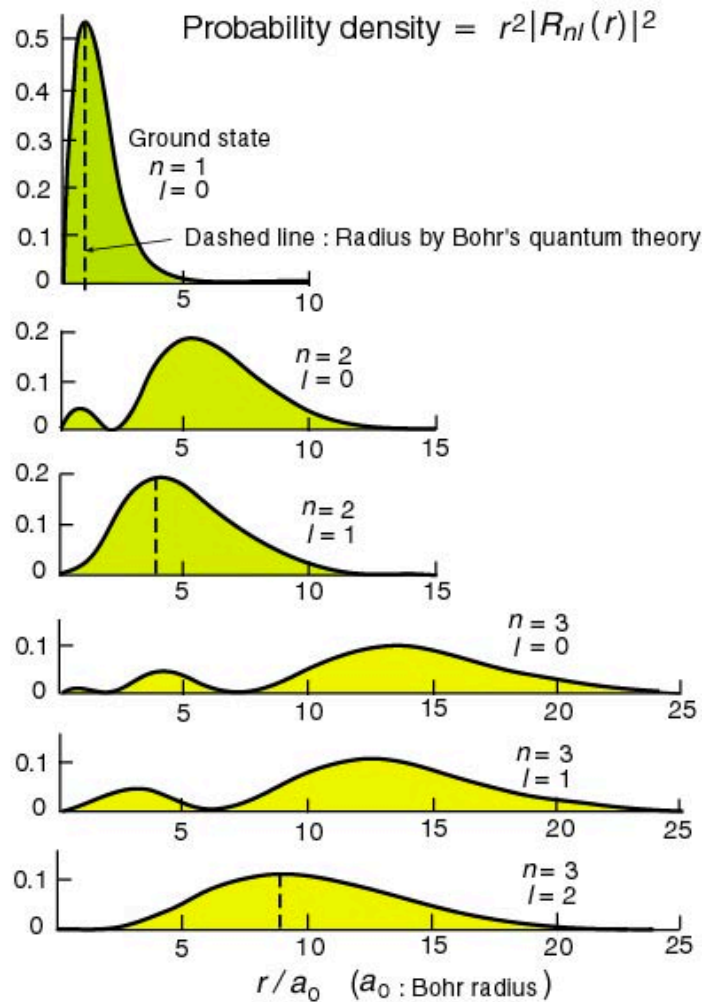 Probability density = r²|Rnl(r)|²
0.5
0.4
0.3
0.2
0.1
0
Ground state
n = 1
l = 0
Dashed line : Radius by Bohr's quantum theory
5 10
0.2
0.1
0
n = 2
l = 0
5 10 15
0.2
0.1
0
n = 2
l = 1
5 10 15
0.1
0
n = 3
l = 0
5 10 15 20 25
0.1
0
n = 3
l = 1
5 10 15 20 25
0.1
0
n = 3
l = 2
5 10 15 20 25
r/a₀ (a₀ : Bohr radius)